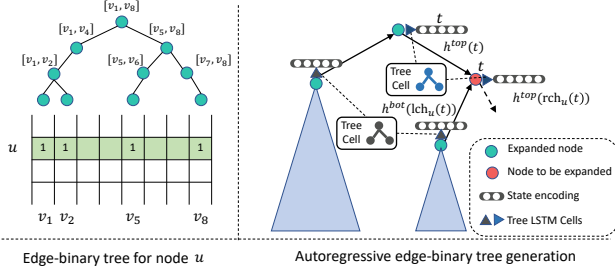 [v₁, v₈]
[v₁, v₄]
[v₅, v₈]
[v₁, v₂]
[v₅, v₆]
[v₇, v₈]
u
1 1 1 1
v₁ v₂ v₅ v₈
Edge-binary tree for node u
t
h^{top}(t)
Tree
Cell
t
h^{top}(rch_u(t))
h^{bot}(lch_u(t))
Tree
Cell
Expanded node
Node to be expanded
State encoding
Tree LSTM Cells
Autoregressive edge-binary tree generation